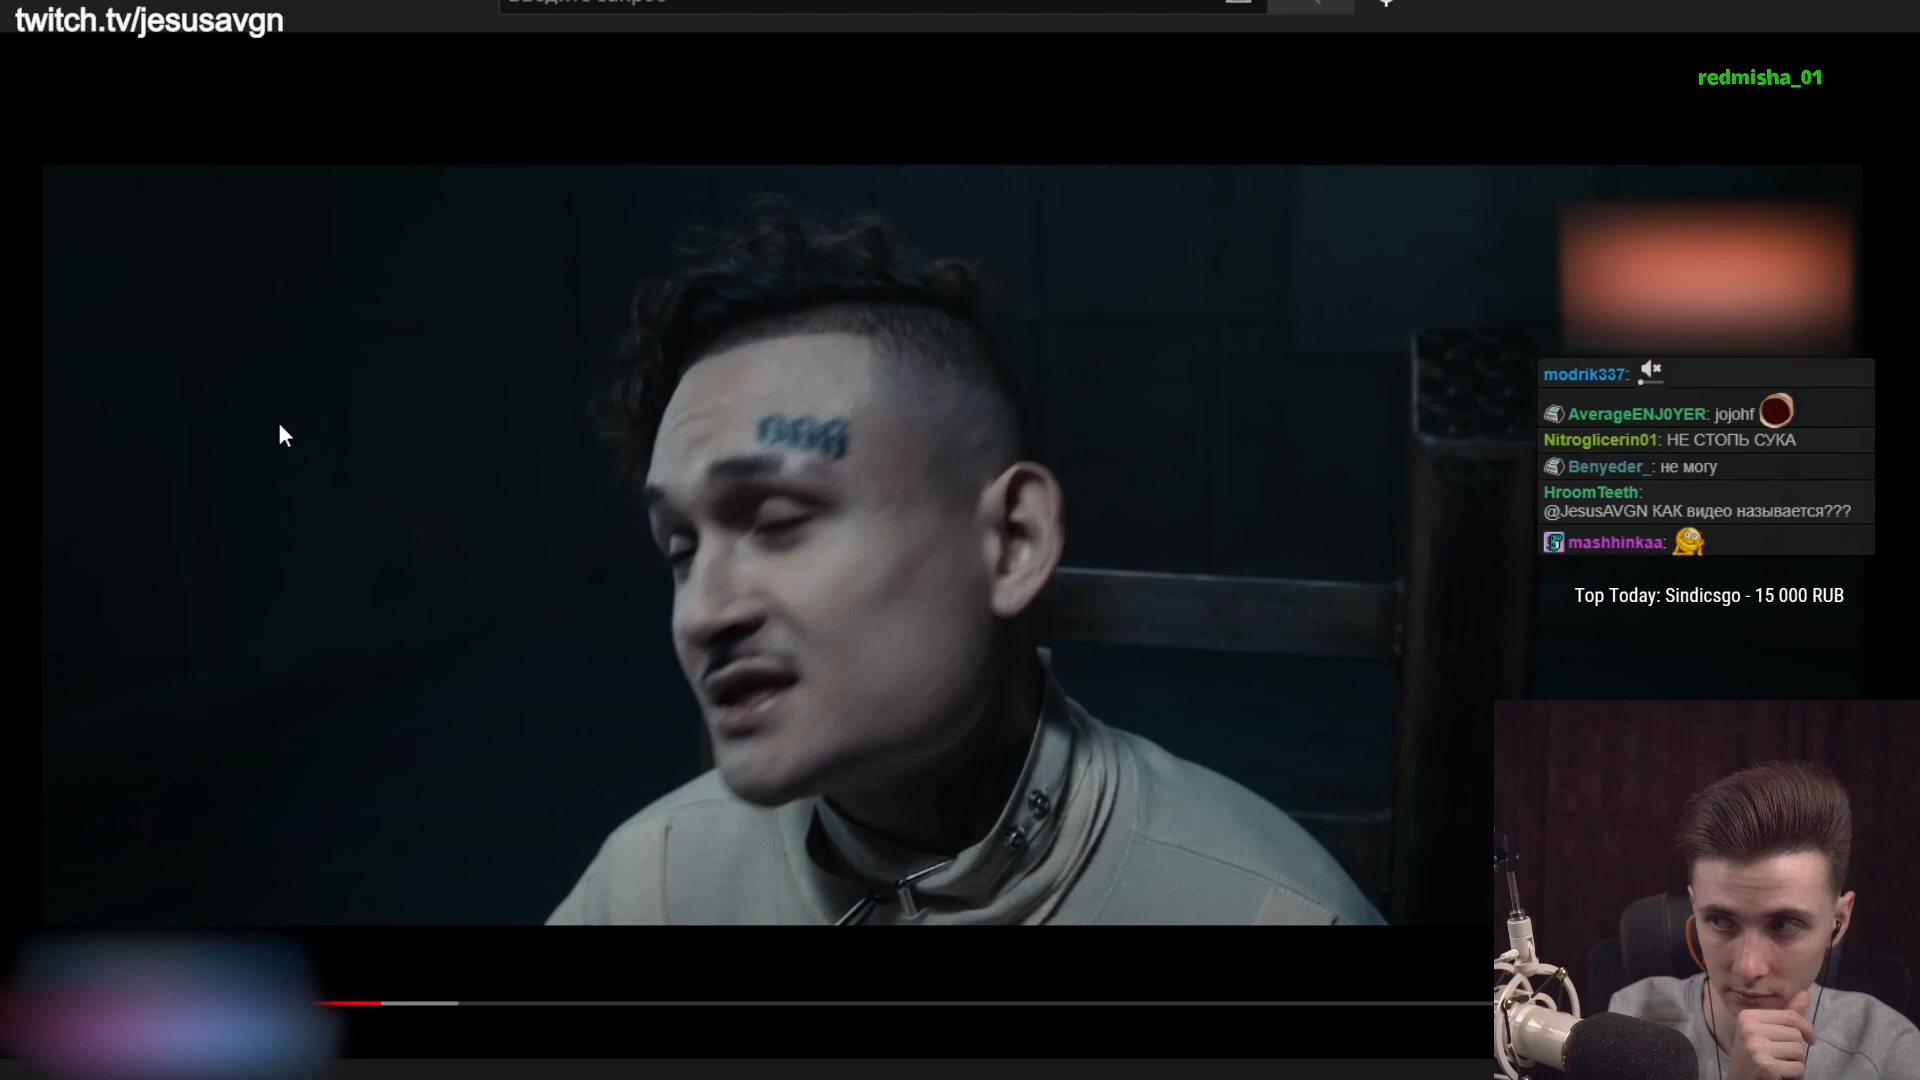 twitch.tv/jesusavgn
redmisha_01
modrik337:
AverageENJ0YER: jojohf
Nitroglicerin01: НЕ СТОПЬ СУКА
Benyeder_: не могу
HroomTeeth:
@JesusAVGN КАК видео называется???
mashhinkaa:
Top Today: Sindicsgo - 15 000 RUB